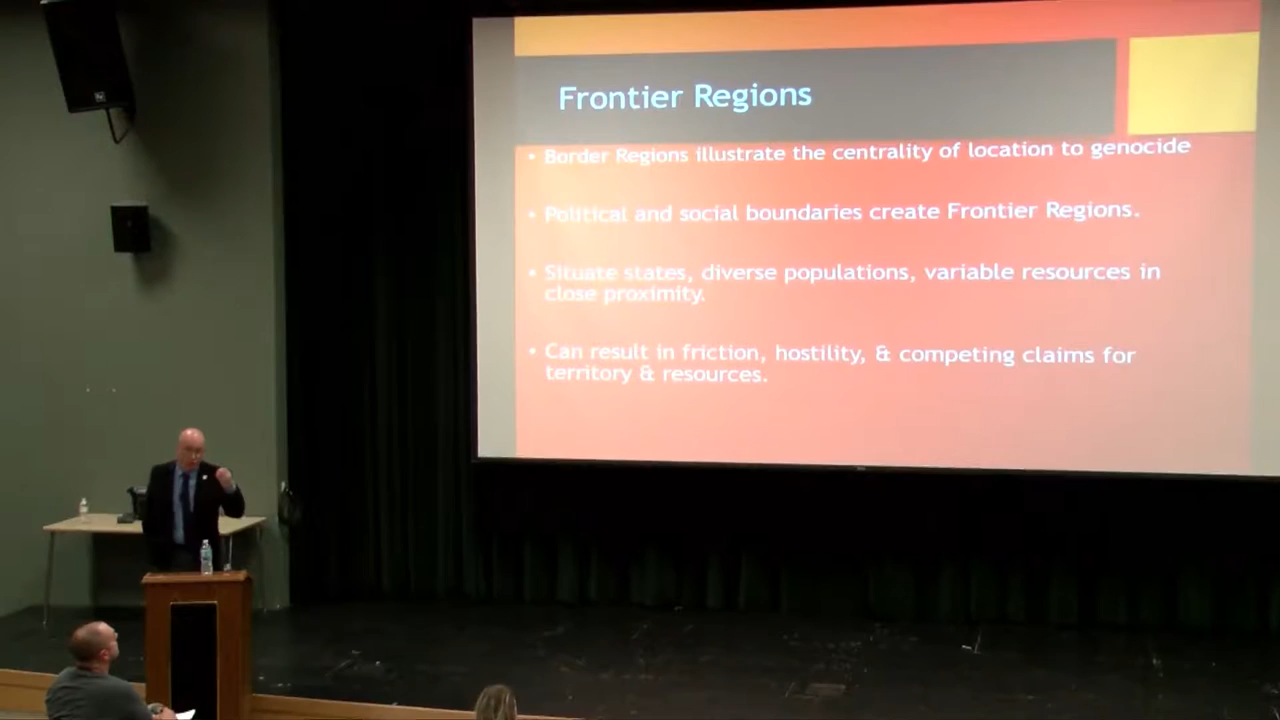 Frontier Regions
• Border Regions illustrate the centrality of location to genocide
• Political and social boundaries create Frontier Regions.
• Situate states, diverse populations, variable resources in
close proximity.
• Can result in friction, hostility, & competing claims for
territory & resources.